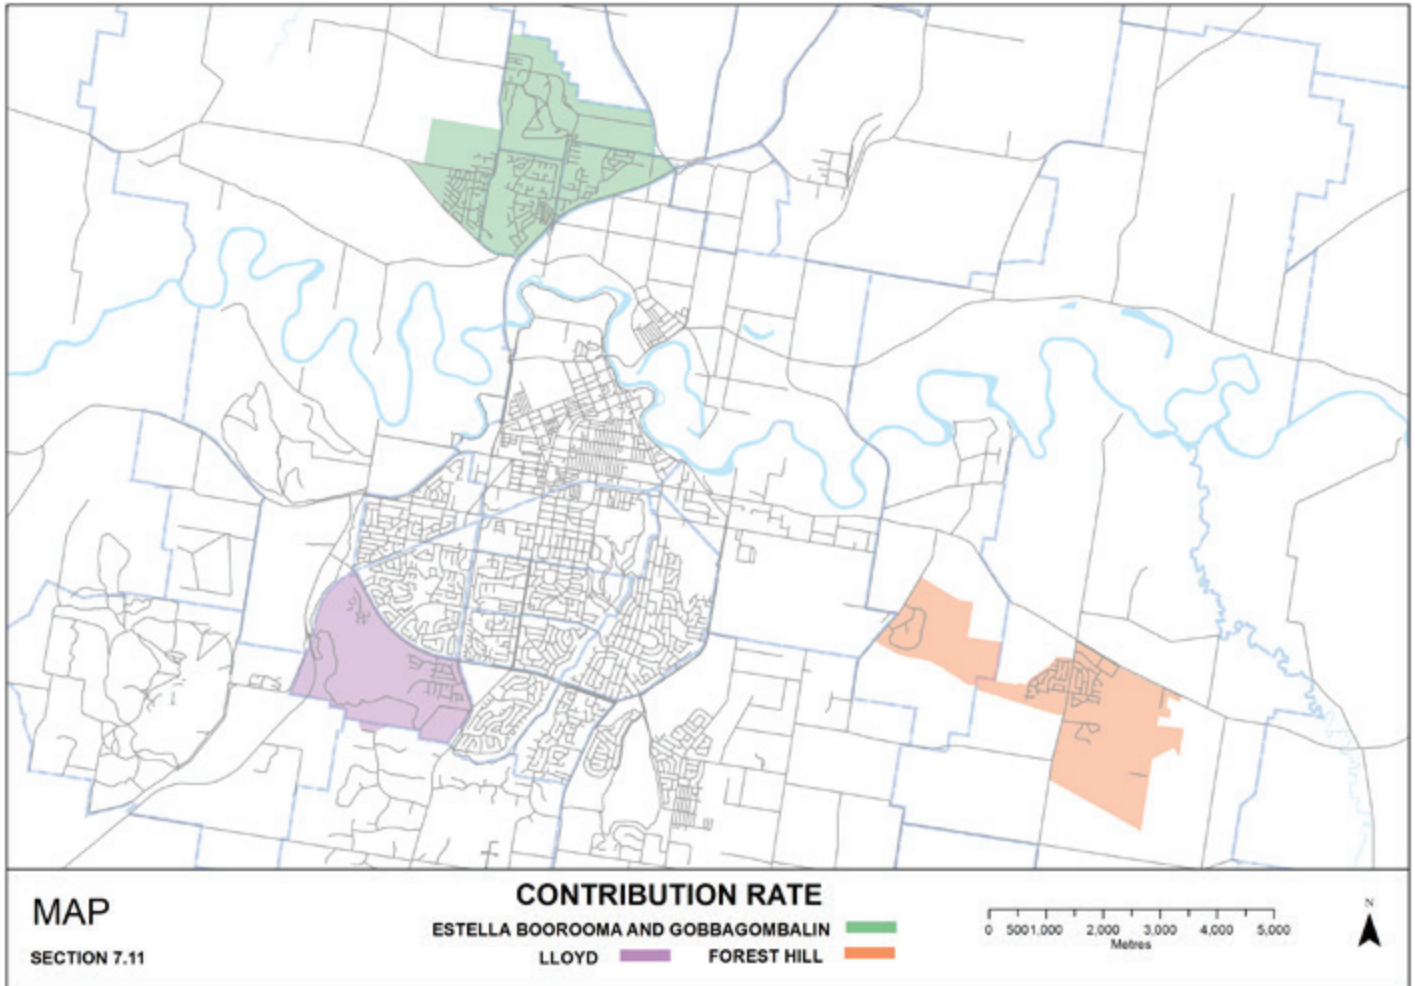 MAP
SECTION 7.11
CONTRIBUTION RATE
ESTELLA BOOROOMA AND GOBBAGOMBALIN
LLOYD FOREST HILL
0 500 1,000 2,000 3,000 4,000 5,000
Metres
N